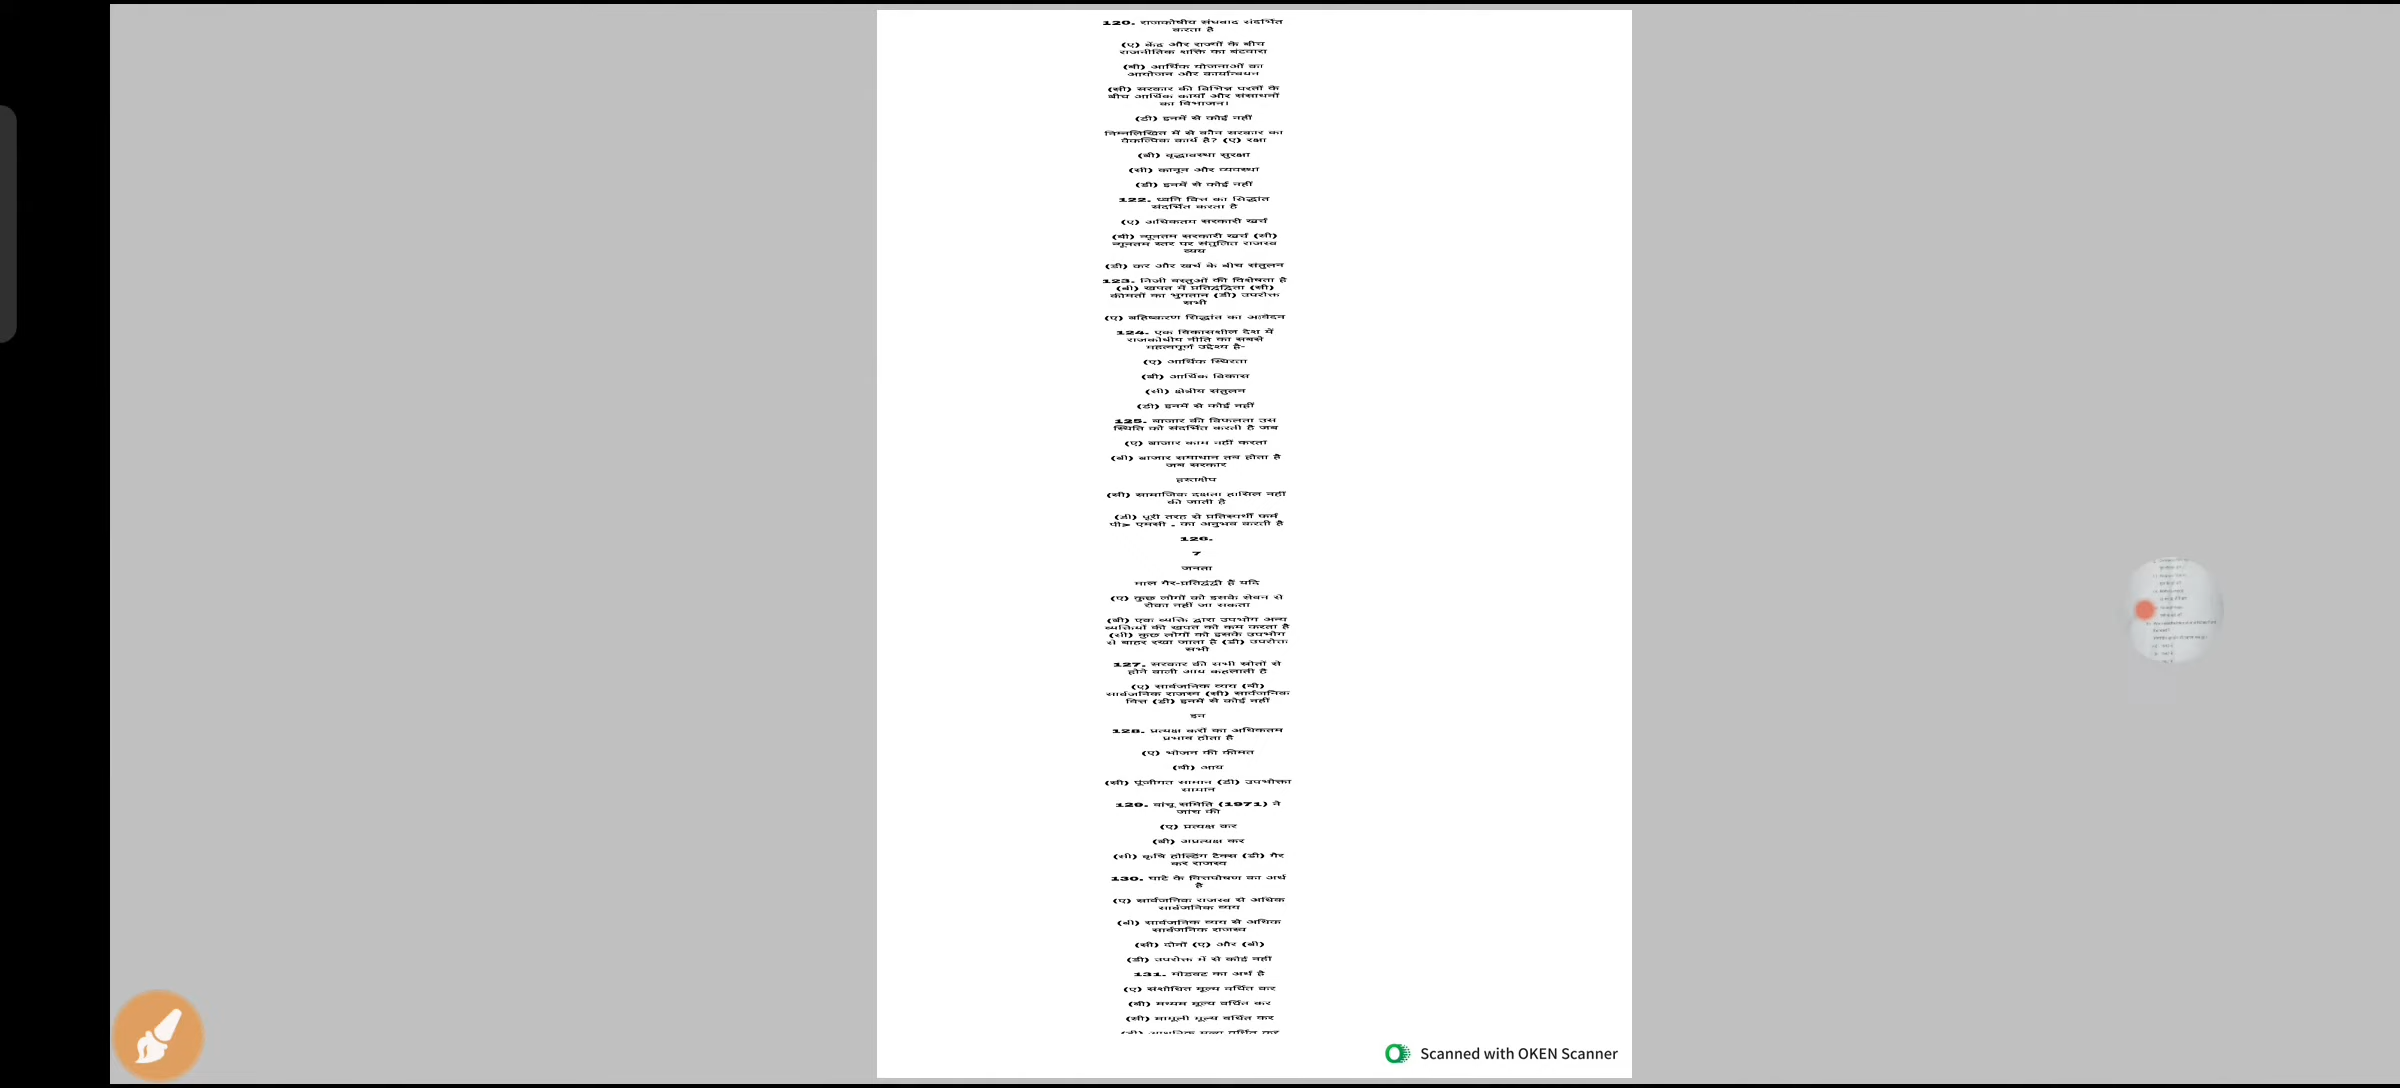 120. राजकोषीय संघवाद संदर्भित
करता है
(ए) केंद्र और राज्यों के बीच
राजनीतिक शक्ति का बंटवारा
(बी) आर्थिक योजनाओं का
आयोजन और कार्यान्वयन
(सी) सरकार की विभिन्न परतों के
बीच आर्थिक कार्यों और संसाधनों
का विभाजन।
(डी) इनमें से कोई नहीं
निम्नलिखित में से कौन सरकार का
वैकल्पिक कार्य है? (ए) रक्षा
(बी) वृद्धावस्था सुरक्षा
(सी) कानून और व्यवस्था
(डी) इनमें से कोई नहीं
122. ध्वनि वित्त का सिद्धांत
संदर्भित करता है
(ए) अधिकतम सरकारी खर्च
(बी) न्यूनतम सरकारी खर्च (सी)
न्यूनतम स्तर पर संतुलित राजस्व
व्यय
(डी) कर और खर्च के बीच संतुलन
123. निजी वस्तुओं की विशेषता है
(बी) खपत में प्रतिद्वंद्विता (सी)
कीमतों का भुगतान (डी) उपरोक्त
सभी
(ए) बहिष्करण सिद्धांत का आवेदन
124. एक विकासशील देश में
राजकोषीय नीति का सबसे
महत्वपूर्ण उद्देश्य है-
(ए) आर्थिक स्थिरता
(बी) आर्थिक विकास
(सी) क्षेत्रीय संतुलन
(डी) इनमें से कोई नहीं
125. बाजार की विफलता उस
स्थिति को संदर्भित करती है जब
(ए) बाजार काम नहीं करता
(बी) बाजार समाधान तब होता है
जब सरकार
हस्तक्षेप
(सी) सामाजिक दक्षता हासिल नहीं
की जाती है
(डी) पूरी तरह से प्रतिस्पर्धी फर्म
पी> एमसी . का अनुभव करती है
126.
7
जनता
माल गैर-प्रतिद्वंद्वी हैं यदि
(ए) कुछ लोगों को इसके सेवन से
रोका नहीं जा सकता
(बी) एक व्यक्ति द्वारा उपभोग अन्य
व्यक्तियों की खपत को कम करता है
(सी) कुछ लोगों को इसके उपभोग
से बाहर रखा जाता है (डी) उपरोक्त
सभी
127. सरकार की सभी स्रोतों से
होने वाली आय कहलाती है
(ए) सार्वजनिक व्यय (बी)
सार्वजनिक राजस्व (सी) सार्वजनिक
वित्त (डी) इनमें से कोई नहीं
इन
128. प्रत्यक्ष करों का अधिकतम
प्रभाव होता है
(ए) भोजन की कीमत
(बी) आय
(सी) पूंजीगत सामान (डी) उपभोक्ता
सामान
129. वांचू समिति (1971) ने
जांच की
(ए) प्रत्यक्ष कर
(बी) अप्रत्यक्ष कर
(सी) कृषि होल्डिंग टैक्स (डी) गैर
कर राजस्व
130. घाटे के वित्तपोषण का अर्थ
है
(ए) सार्वजनिक राजस्व से अधिक
सार्वजनिक व्यय
(बी) सार्वजनिक व्यय से अधिक
सार्वजनिक राजस्व
(सी) दोनों (ए) और (बी)
(डी) उपरोक्त में से कोई नहीं
131. मोडवट का अर्थ है
(ए) संशोधित मूल्य वर्धित कर
(बी) मध्यम मूल्य वर्धित कर
(सी) मामूली मूल्य वर्धित कर
(डी) आधुनिक मूल्य वर्धित कर
Scanned with OKEN Scanner